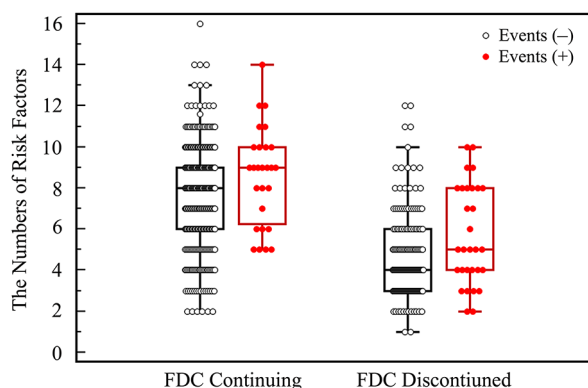 The Numbers of Risk Factors
16
14
12
10
8
6
4
2
0
Events (–)
Events (+)
FDC Continuing
FDC Discontiuned